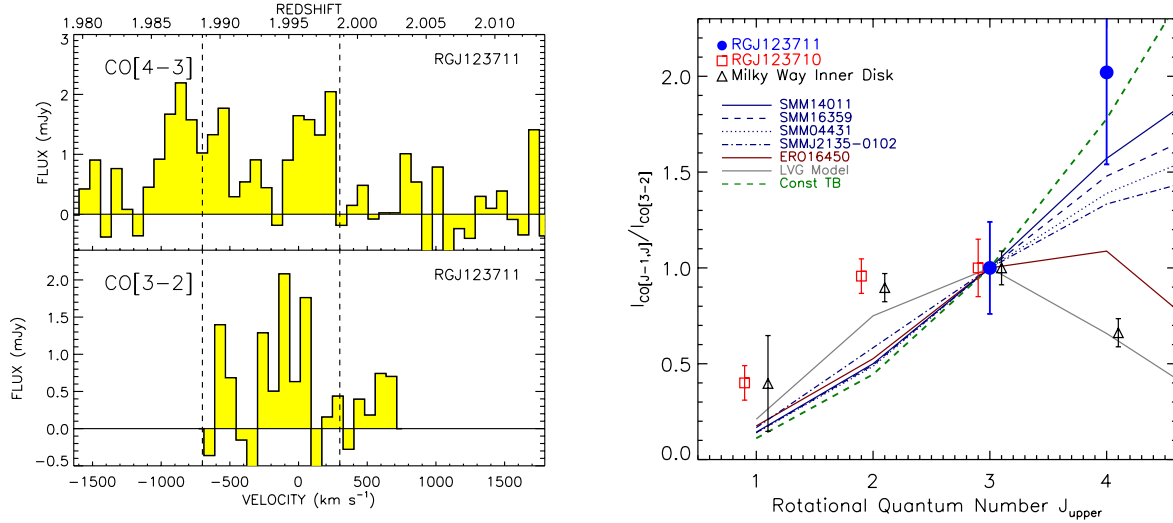 REDSHIFT
1.980 1.985 1.990 1.995 2.000 2.005 2.010
CO[4-3]
RGJ123711
FLUX (mJy)
3
2
1
0
CO[3-2]
RGJ123711
FLUX (mJy)
2.0
1.5
1.0
0.5
0.0
-0.5
-1500 -1000 -500 0 500 1000 1500
VELOCITY (km s-1)
RGJ123711
RGJ123710
Milky Way Inner Disk
SMM14011
SMM16359
SMM04431
SMMJ2135-0102
ERO16450
LVG Model
Const TB
ICO[J-1,J]/ICO[3-2]
2.0
1.5
1.0
0.5
0.0
1 2 3 4
Rotational Quantum Number Jupper